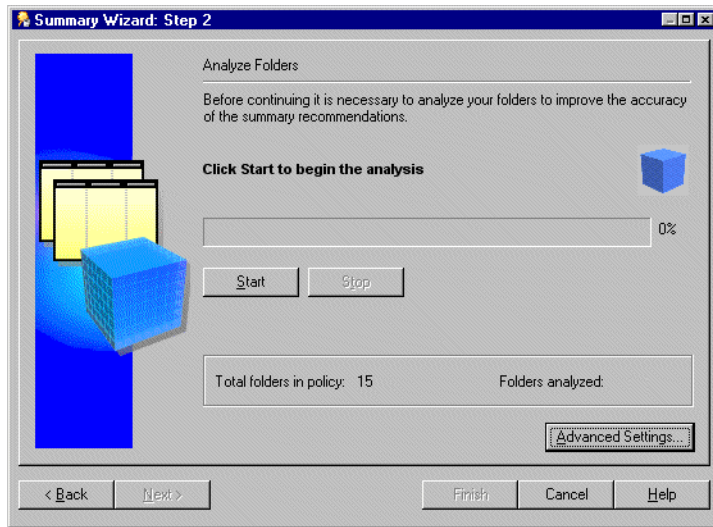 Summary Wizard: Step 2
Analyze Folders
Before continuing it is necessary to analyze your folders to improve the accuracy
of the summary recommendations.
Click Start to begin the analysis
0%
Start
Stop
Total folders in policy: 15
Folders analyzed:
Advanced Settings...
< Back
Next >
Finish
Cancel
Help